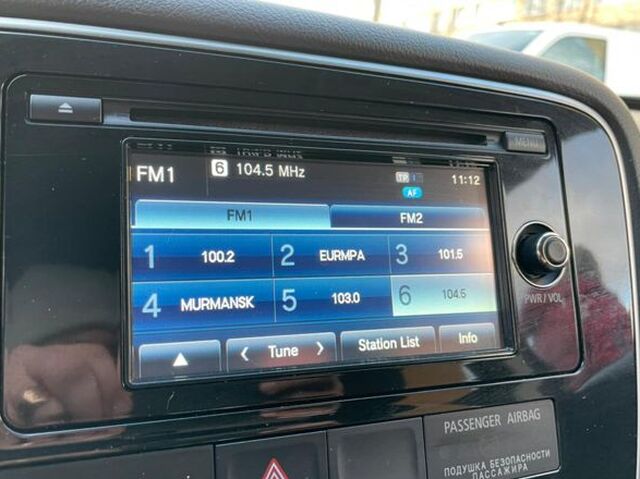 MENU
FM1 6 104.5 MHz TP AF 11:12
FM1 FM2
1 100.2 2 EURMPA 3 101.5
4 MURMANSK 5 103.0 6 104.5
Tune Station List Info
PWR / VOL
PASSENGER AIRBAG
ПОДУШКА БЕЗОПАСНОСТИ
ПАССАЖИРА